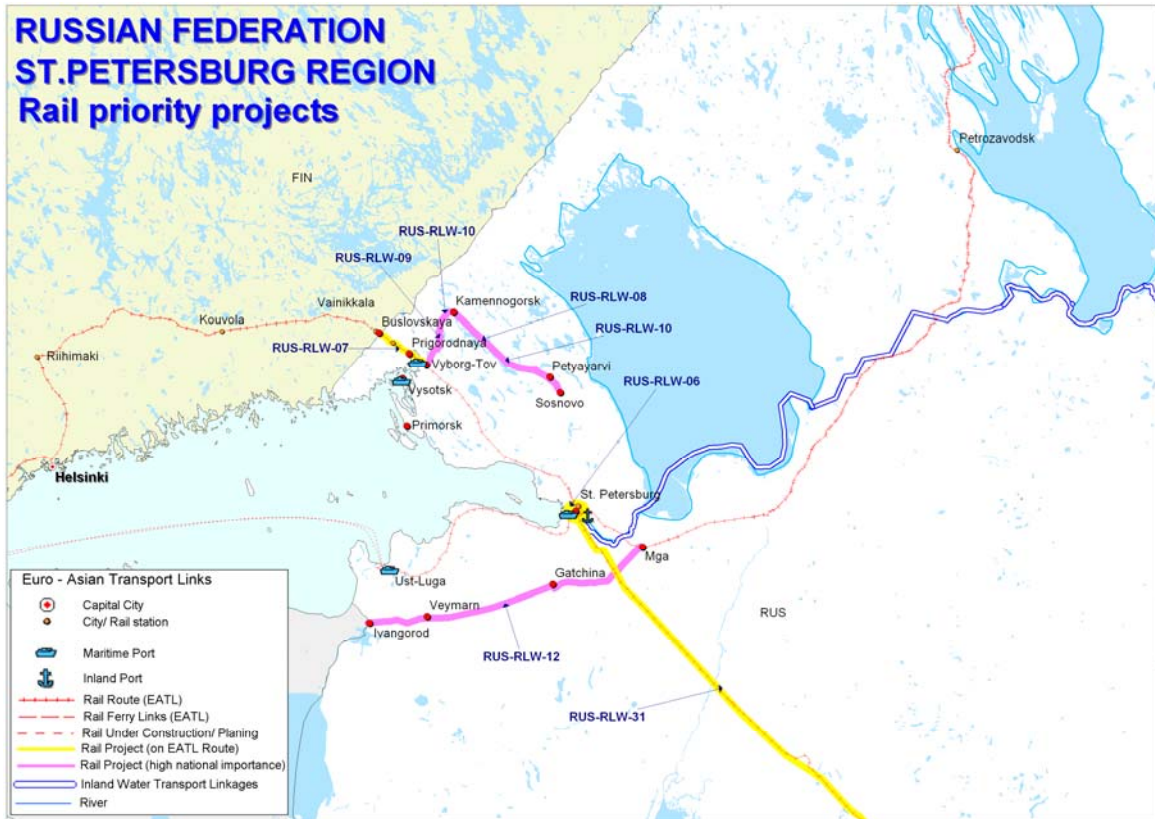 RUSSIAN FEDERATION
ST.PETERSBURG REGION
Rail priority projects
Petrozavodsk
FIN
RUS-RLW-10
RUS-RLW-09
Vainikkala
Kamennogorsk
RUS-RLW-08
Kouvola
Buslovskaya
RUS-RLW-10
Riihimaki
RUS-RLW-07
Prigorodnaya
Vyborg-Tov
Petyayarvi
RUS-RLW-06
Vysotsk
Sosnovo
Primorsk
Helsinki
St. Petersburg
Mga
Ust-Luga
Gatchina
Veymarn
RUS
Ivangorod
RUS-RLW-12
RUS-RLW-31
Euro - Asian Transport Links
Capital City
City/ Rail station
Maritime Port
Inland Port
Rail Route (EATL)
Rail Ferry Links (EATL)
Rail Under Construction/ Planing
Rail Project (on EATL Route)
Rail Project (high national importance)
Inland Water Transport Linkages
River